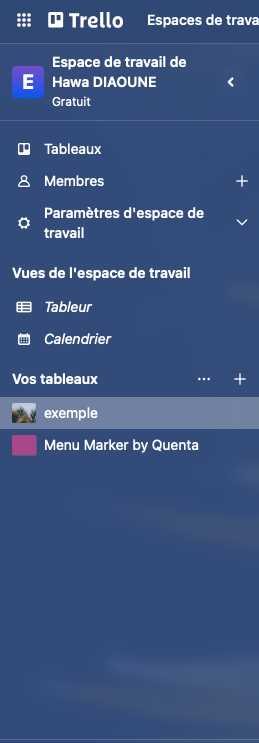 Trello Espaces de trava
Espace de travail de
E Hawa DIAOUNE
Gratuit
Tableaux
Membres
Paramètres d'espace de
travail
Vues de l'espace de travail
Tableur
Calendrier
Vos tableaux
exemple
Menu Marker by Quenta